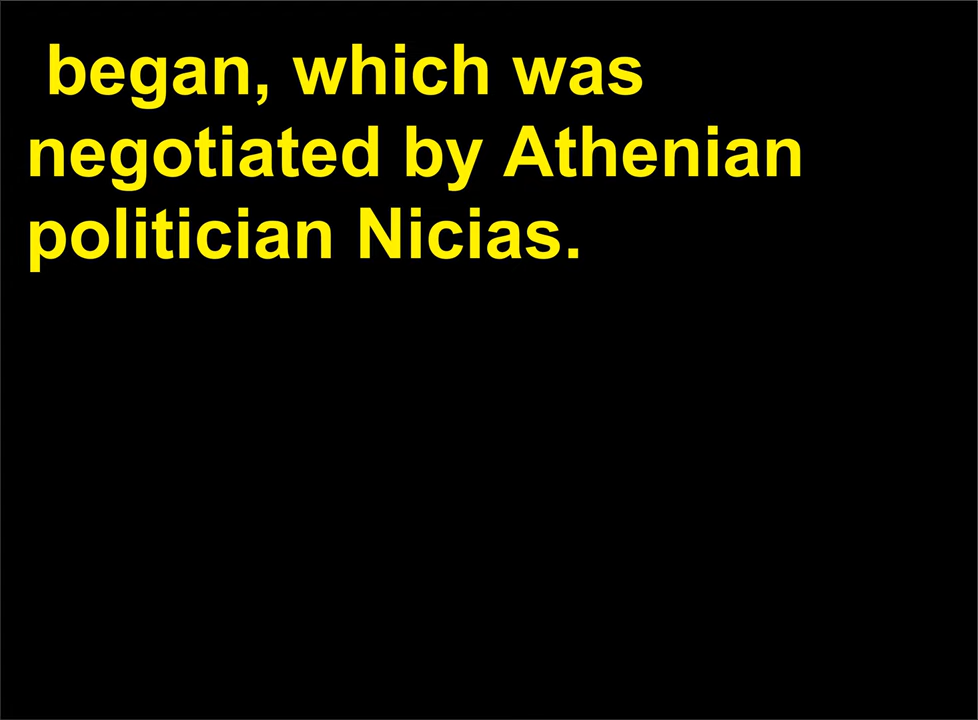 began, which was
negotiated by Athenian
politician Nicias.